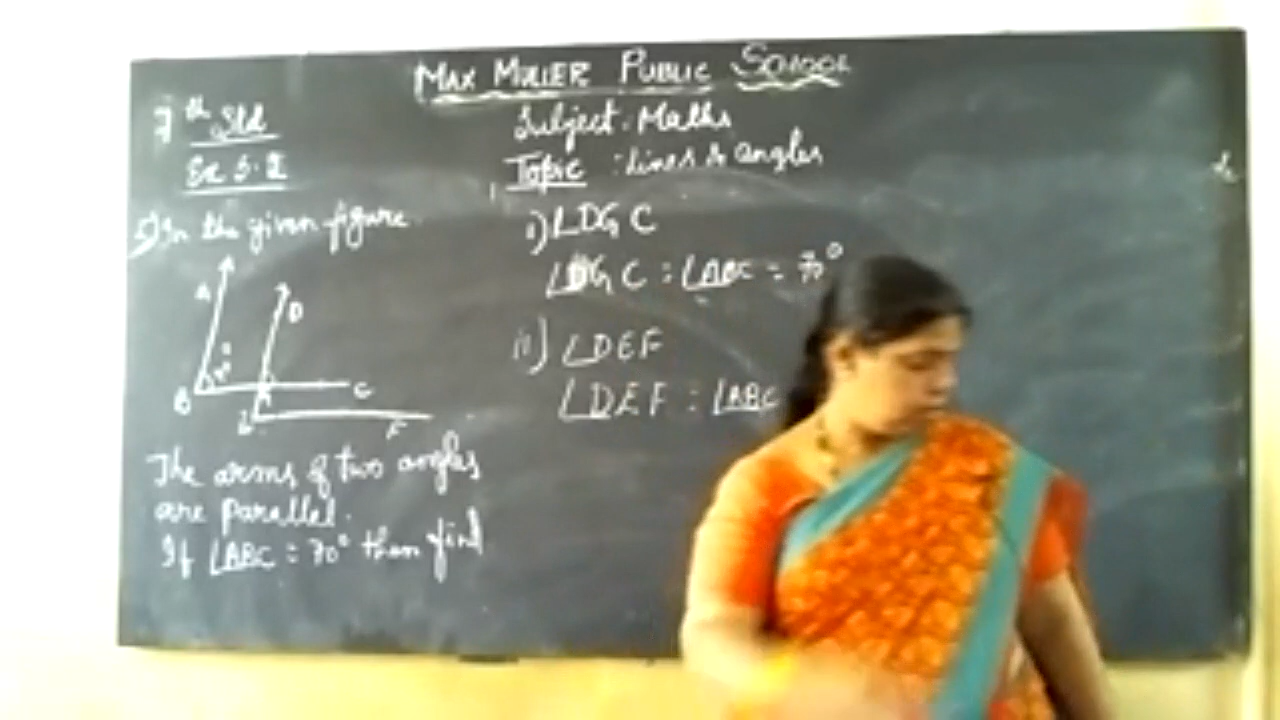 MAX MULLER PUBLIC SCHOOL
7th Std
Ex 5.2
Subject: Maths
Topic : Lines & angles
5) In the given figure.
A
D
70°
B
C
E
F
The arms of two angles
are parallel.
If ∠ABC = 70° then find
i) ∠DGC
∠DGC = ∠ABC = 70°
ii) ∠DEF
∠DEF = ∠ABC